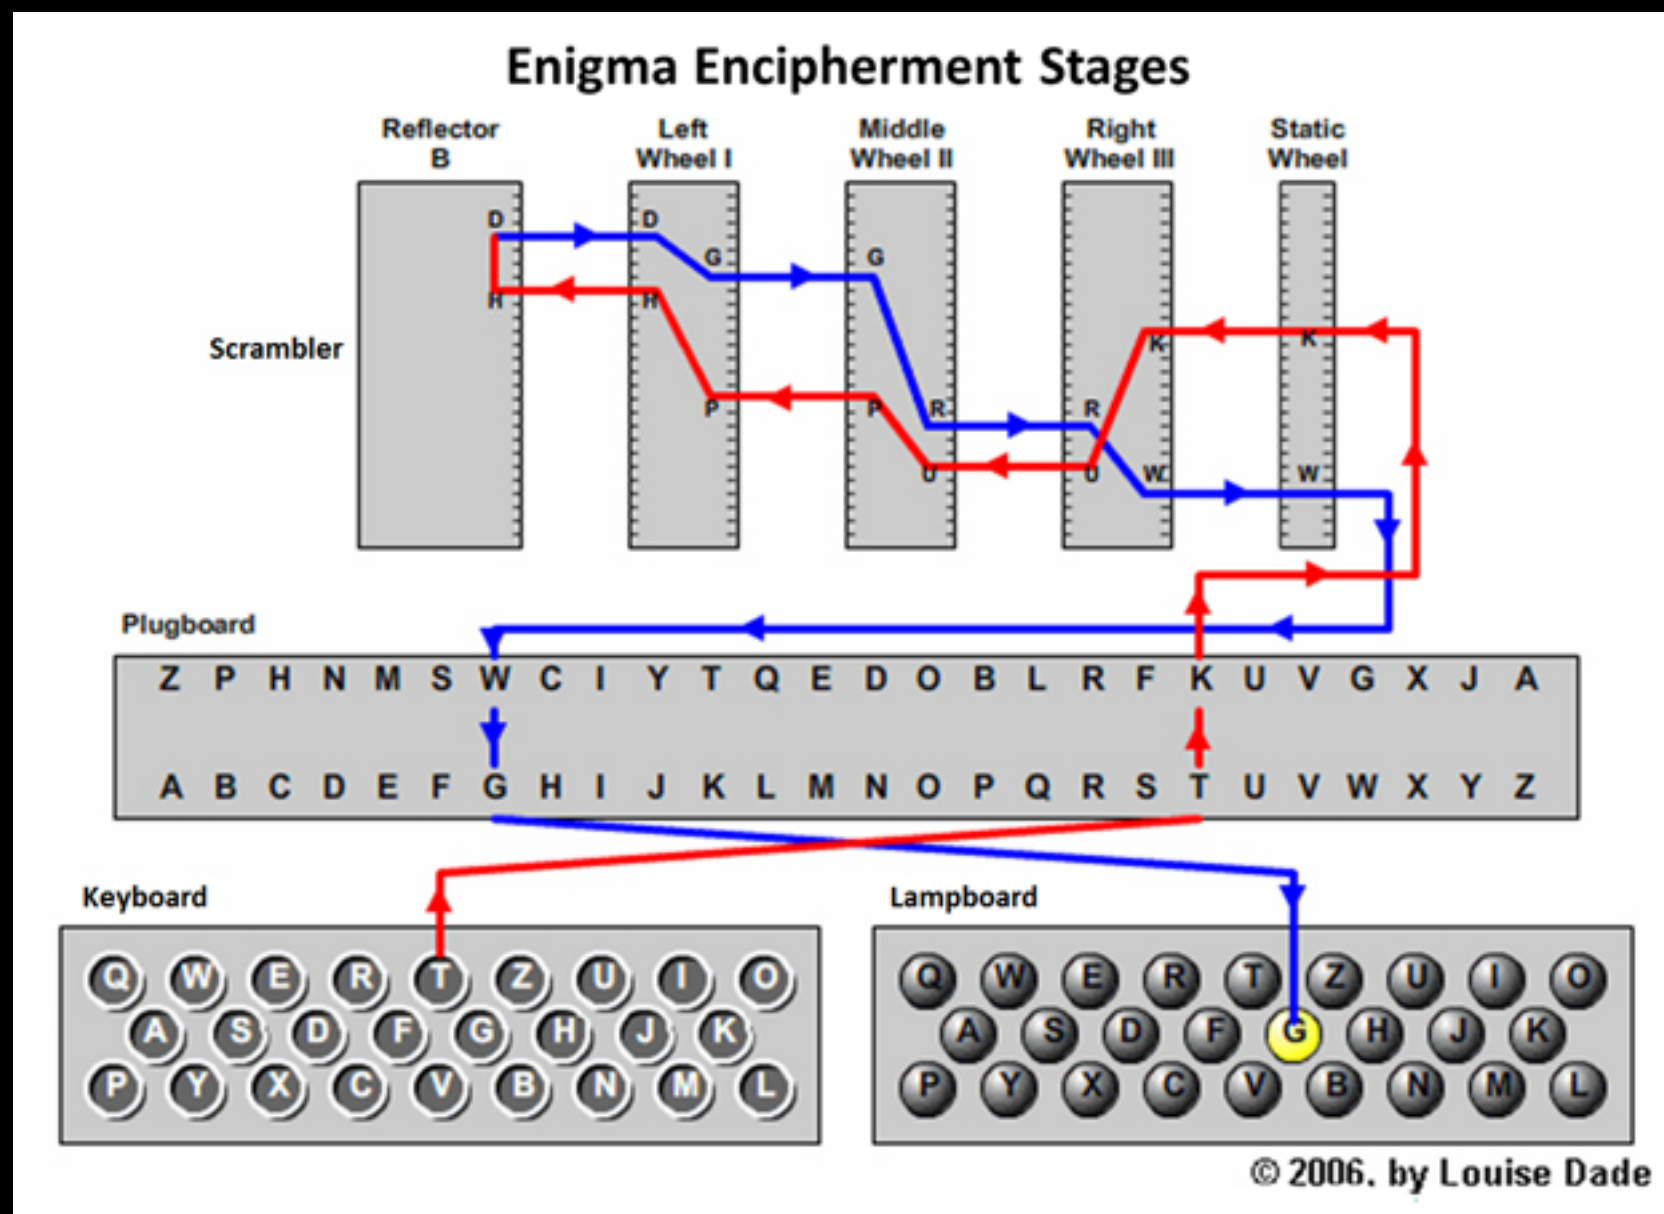 Enigma Encipherment Stages
Reflector B
Left Wheel I
Middle Wheel II
Right Wheel III
Static Wheel
D D
G G
H H
Scrambler
K K
P P R R
U U W W
Plugboard
Z P H N M S W C I Y T Q E D O B L R F K U V G X J A
A B C D E F G H I J K L M N O P Q R S T U V W X Y Z
Keyboard
Q W E R T Z U I O
A S D F G H J K
P Y X C V B N M L
Lampboard
Q W E R T Z U I O
A S D F G H J K
P Y X C V B N M L
© 2006. by Louise Dade